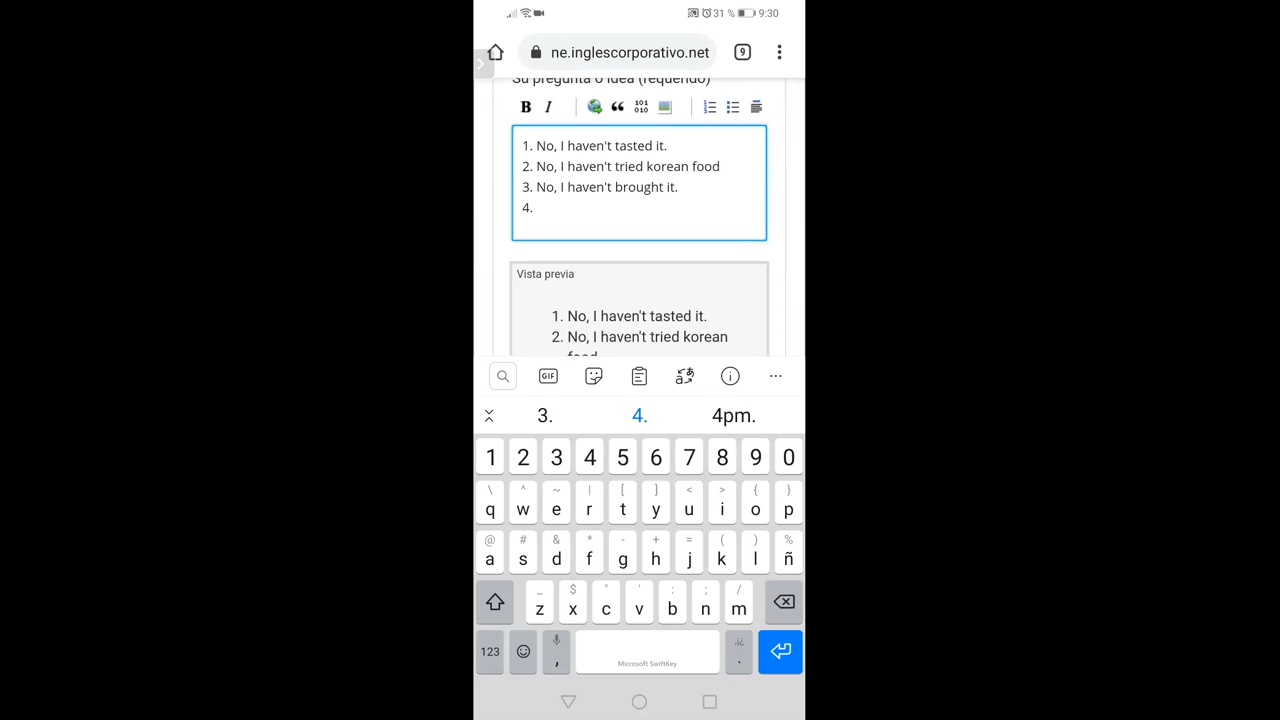 31 % 9:30
ne.inglescorporativo.net 9
Su pregunta o idea (requerido)
B I 101 010
1. No, I haven't tasted it.
2. No, I haven't tried korean food
3. No, I haven't brought it.
4.
Vista previa
1. No, I haven't tasted it.
2. No, I haven't tried korean
food
GIF
3. 4. 4pm.
1 2 3 4 5 6 7 8 9 0
\ ^ ~ | [ ] < > { }
q w e r t y u i o p
@ # & * - + = ( ) %
a s d f g h j k l ñ
_ $ " ' : ; /
z x c v b n m
123 , Microsoft SwiftKey .